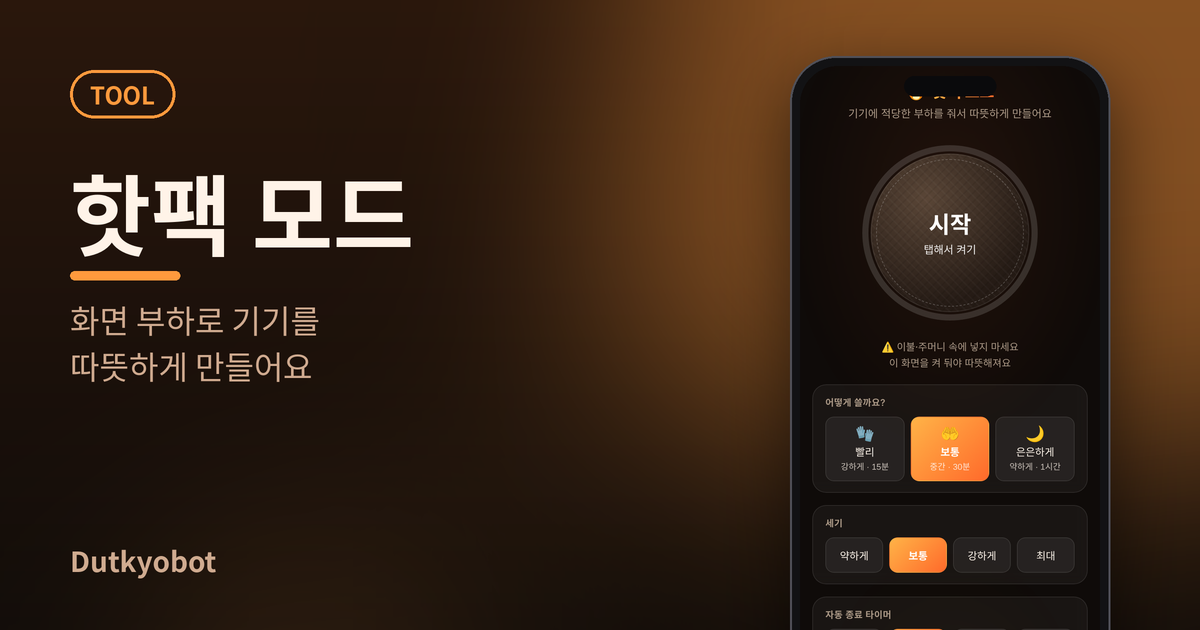 TOOL
핫팩 모드
화면 부하로 기기를
따뜻하게 만들어요
Dutkyobot
기기에 적당한 부하를 줘서 따뜻하게 만들어요
시작
탭해서 켜기
⚠️ 이불·주머니 속에 넣지 마세요
이 화면을 켜 둬야 따뜻해져요
어떻게 쓸까요?
빨리
강하게 · 15분
보통
중간 · 30분
은은하게
약하게 · 1시간
세기
약하게
보통
강하게
최대
자동 종료 타이머